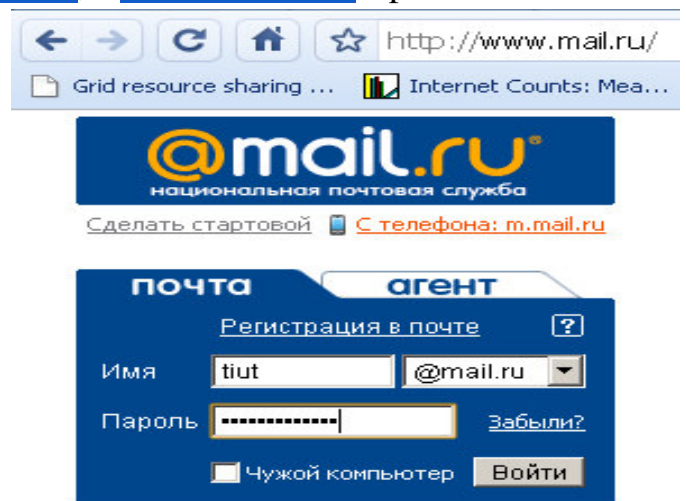 http://www.mail.ru/
Grid resource sharing ... Internet Counts: Mea...
@mail.ru®
национальная почтовая служба
Сделать стартовой С телефона: m.mail.ru
почта агент
Регистрация в почте ?
Имя tiut @mail.ru
Пароль ••••••••••••• Забыли?
Чужой компьютер Войти